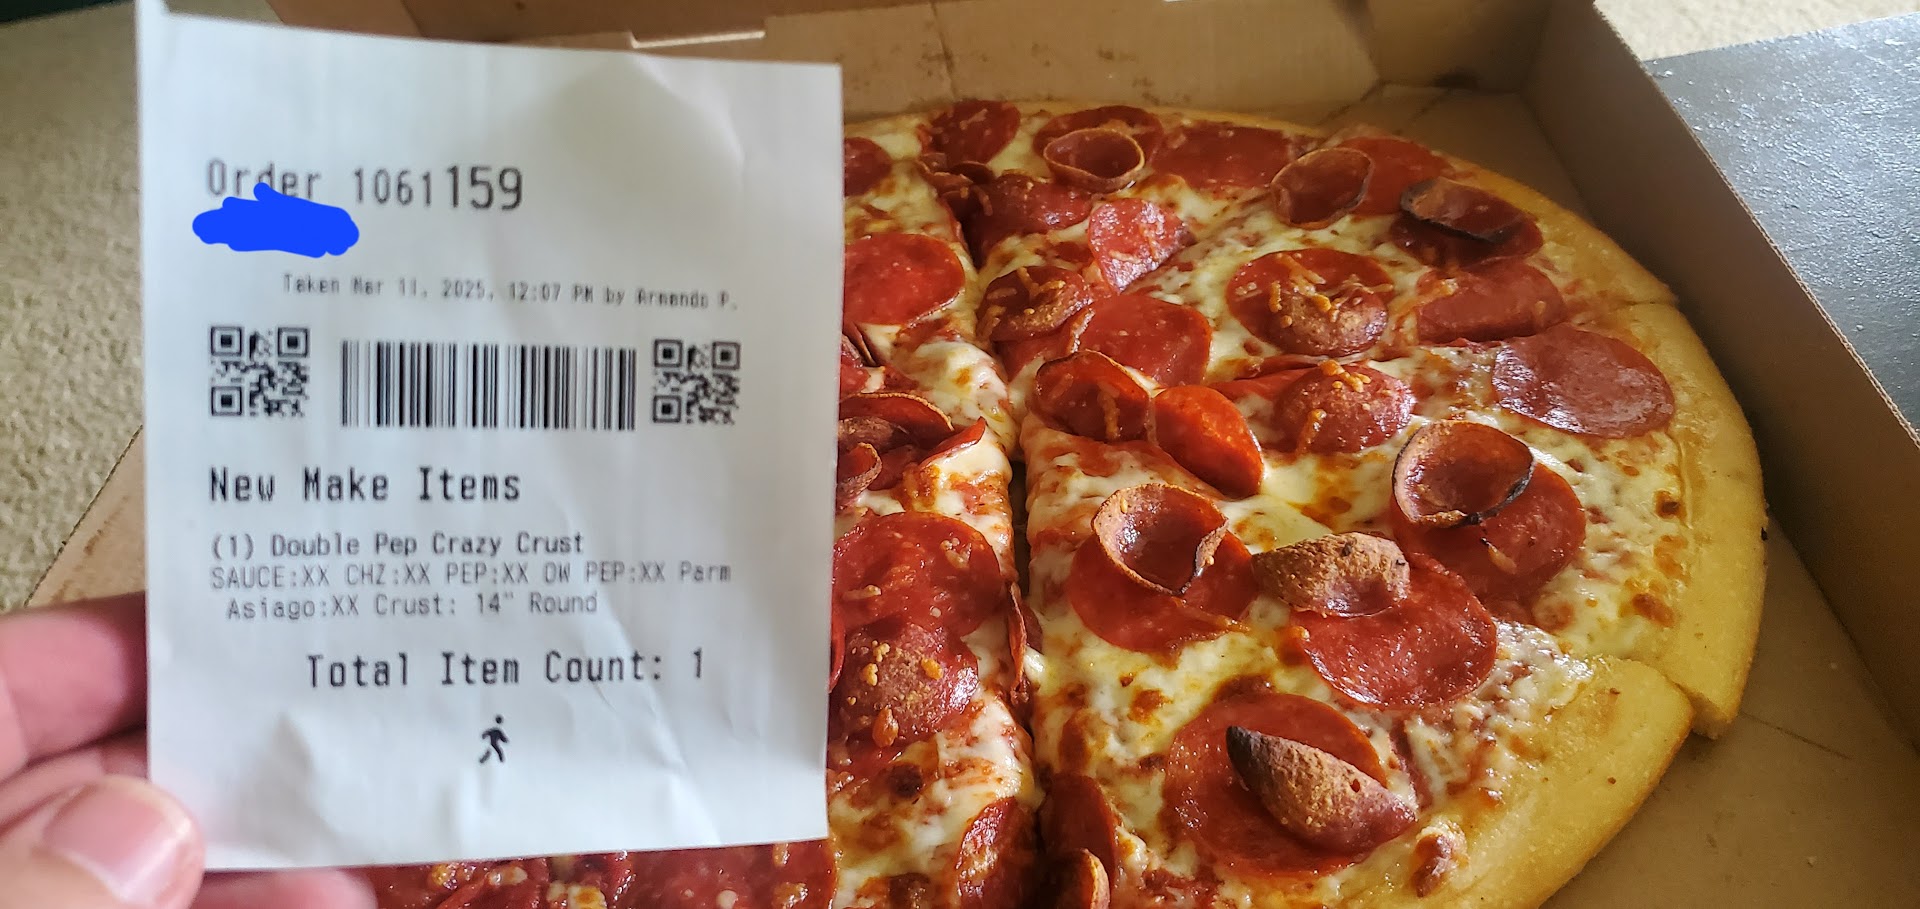 Order 1061159
Taken Mar 11, 2025, 12:07 PM by Armando P.
New Make Items
(1) Double Pep Crazy Crust
SAUCE:XX CHZ:XX PEP:XX OW PEP:XX Parm
Asiago:XX Crust: 14" Round
Total Item Count: 1